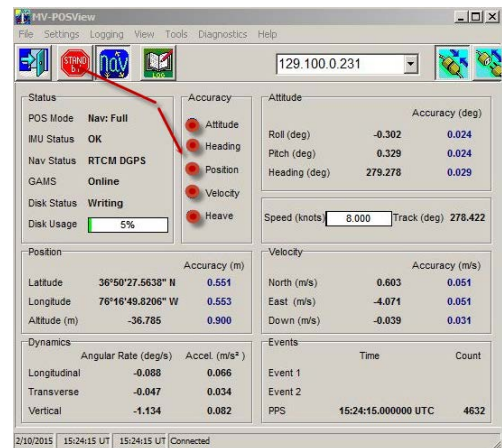 MV-POSView
File Settings Logging View Tools Diagnostics Help
STAND by nav LOG 129.100.0.231
Status
POS Mode Nav: Full
IMU Status OK
Nav Status RTCM DGPS
GAMS Online
Disk Status Writing
Disk Usage 5%
Accuracy
Attitude
Heading
Position
Velocity
Heave
Attitude
Accuracy (deg)
Roll (deg) -0.302 0.024
Pitch (deg) 0.329 0.024
Heading (deg) 279.278 0.029
Speed (knots) 8.000 Track (deg) 278.422
Position
Accuracy (m)
Latitude 36°50'27.5638" N 0.551
Longitude 76°16'49.8206" W 0.553
Altitude (m) -36.785 0.900
Velocity
Accuracy (m/s)
North (m/s) 0.603 0.051
East (m/s) -4.071 0.051
Down (m/s) -0.039 0.031
Dynamics
Angular Rate (deg/s) Accel. (m/s²)
Longitudinal -0.088 0.066
Transverse -0.047 0.034
Vertical -1.134 0.082
Events
Time Count
Event 1
Event 2
PPS 15:24:15.000000 UTC 4632
2/10/2015 15:24:15 UT 15:24:15 UT Connected